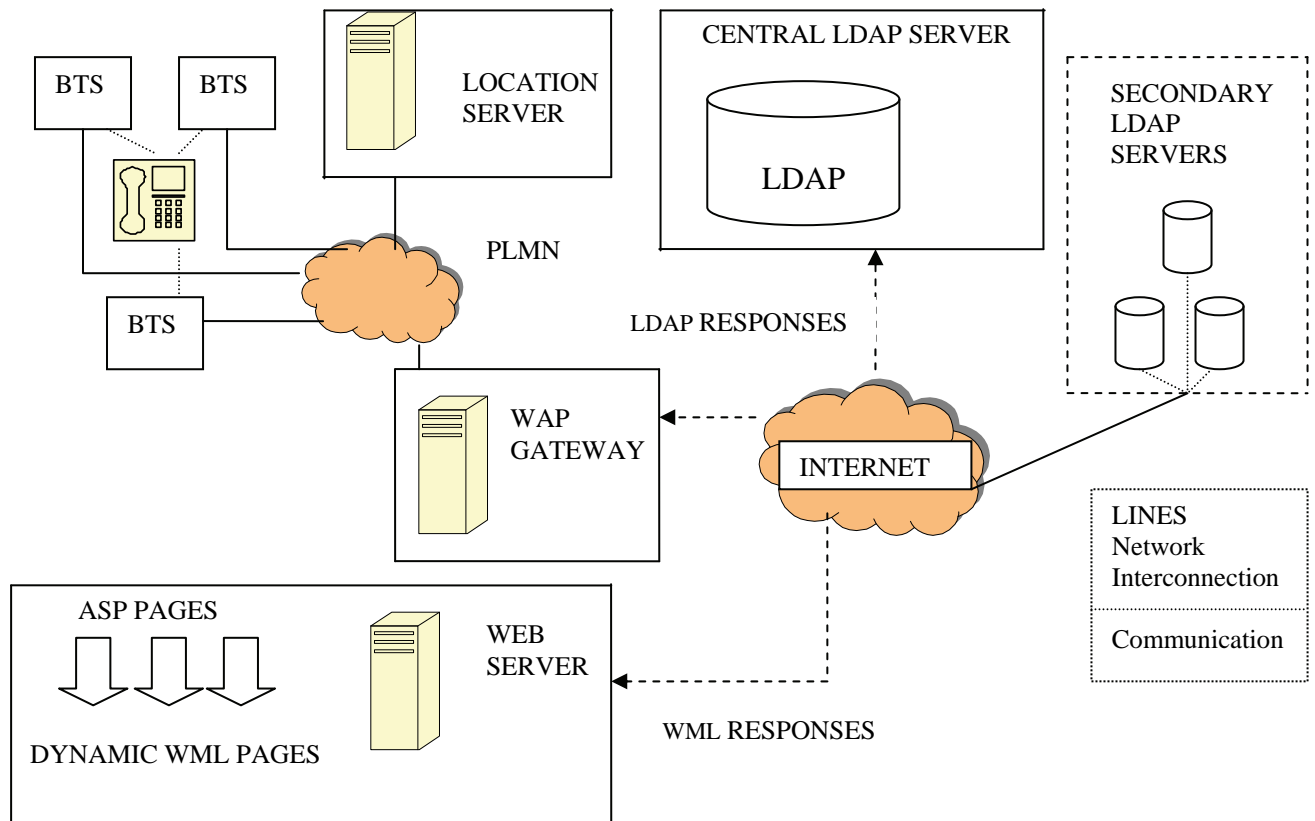 BTS
BTS
LOCATION
SERVER
CENTRAL LDAP SERVER
LDAP
SECONDARY
LDAP
SERVERS
PLMN
BTS
LDAP RESPONSES
WAP
GATEWAY
INTERNET
LINES
Network
Interconnection
Communication
ASP PAGES
WEB
SERVER
DYNAMIC WML PAGES
WML RESPONSES